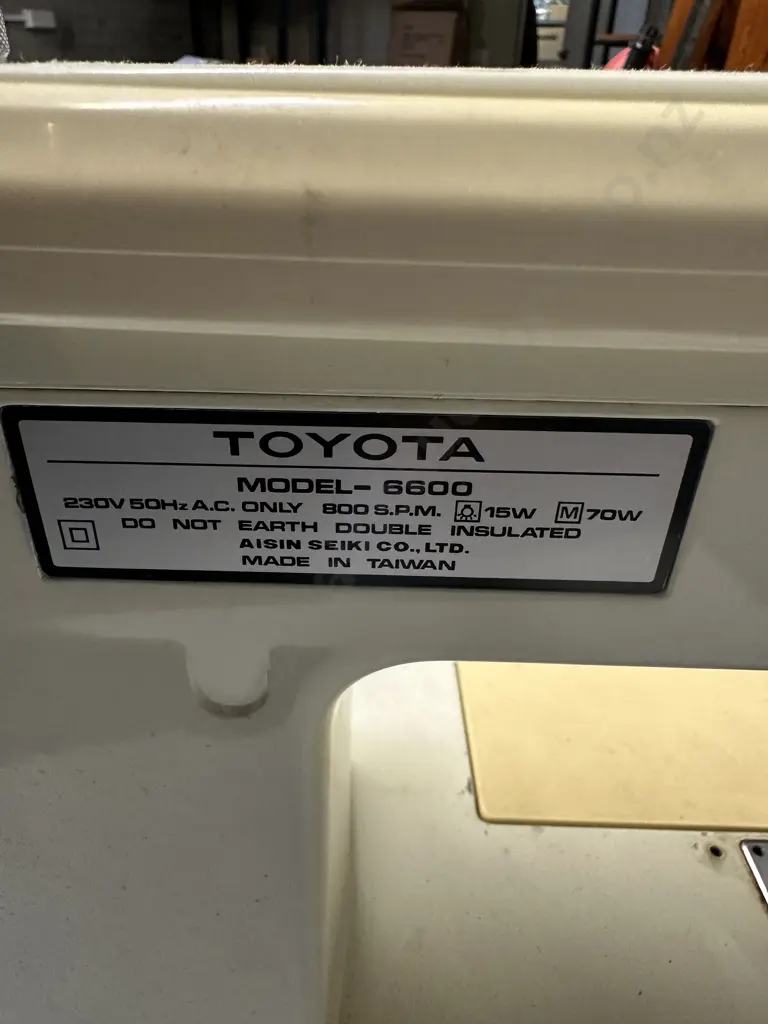 TOYOTA
MODEL- 6600
230V 50Hz A.C. ONLY 800 S.P.M. 15W M 70W
DO NOT EARTH DOUBLE INSULATED
AISIN SEIKI CO., LTD.
MADE IN TAIWAN